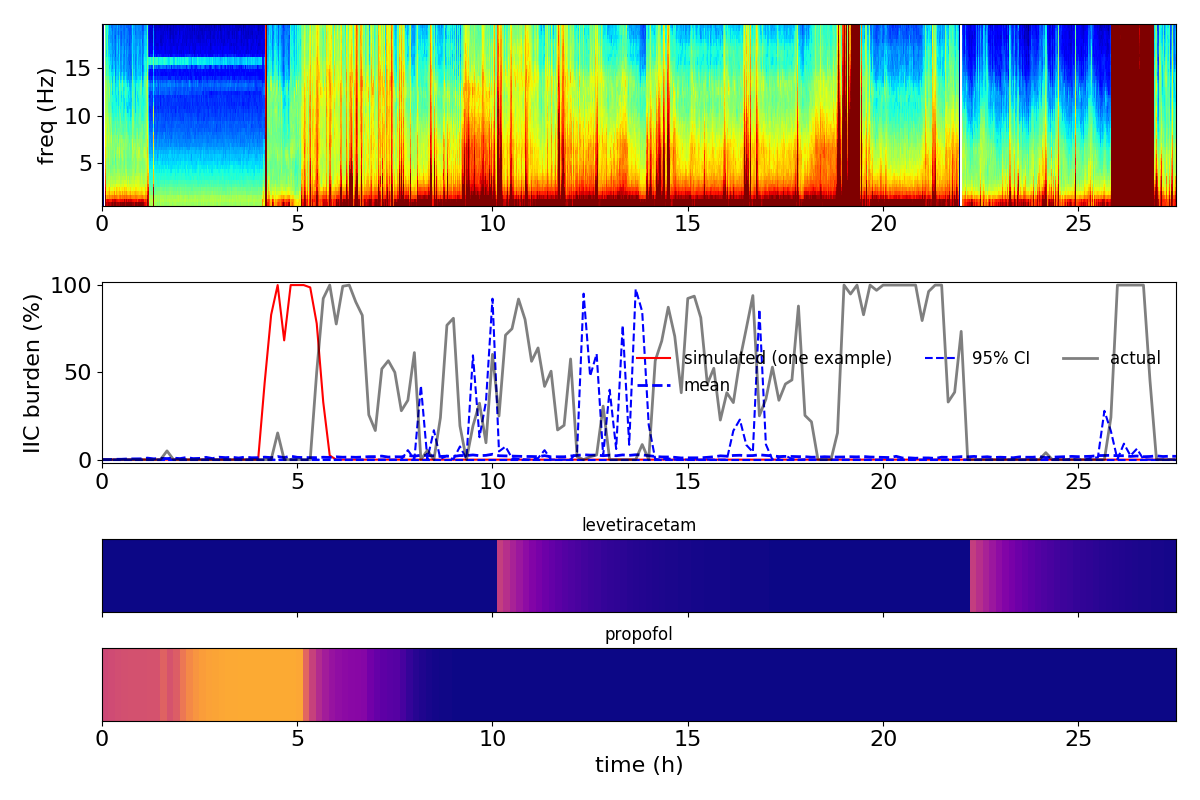 freq (Hz)
15
10
5
0 5 10 15 20 25
IIC burden (%)
100
50
0
simulated (one example) 95% CI actual
mean
0 5 10 15 20 25
levetiracetam
propofol
0 5 10 15 20 25
time (h)